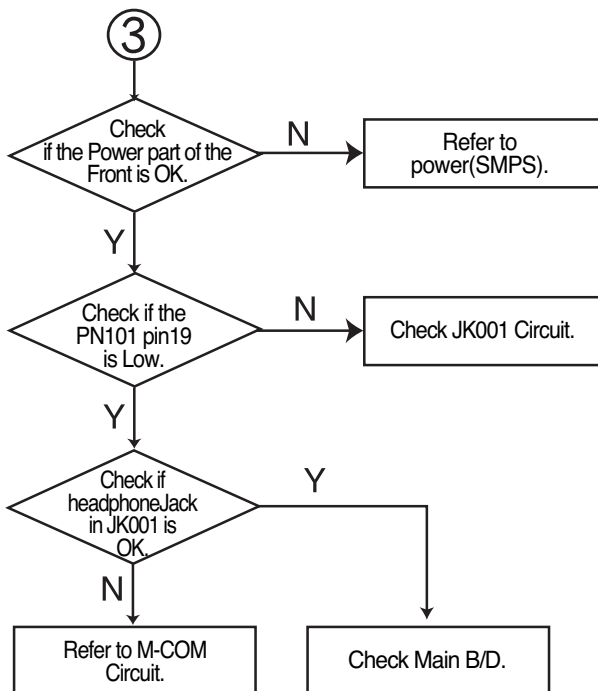 3
Check
if the Power part of the
Front is OK.
N
Refer to
power(SMPS).
Y
Check if the
PN101 pin19
is Low.
N
Check JK001 Circuit.
Y
Check if
headphoneJack
in JK001 is
OK.
Y
N
Refer to M-COM
Circuit.
Check Main B/D.